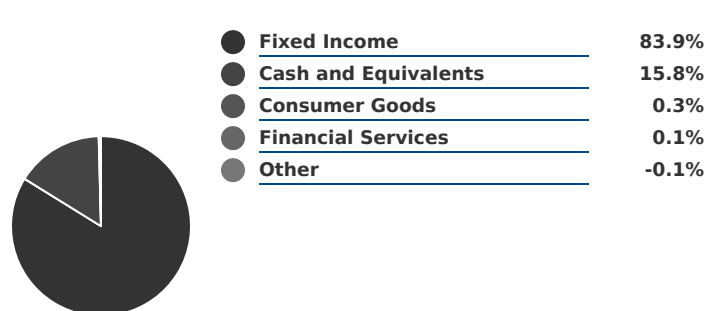 Fixed Income 83.9%
Cash and Equivalents 15.8%
Consumer Goods 0.3%
Financial Services 0.1%
Other -0.1%